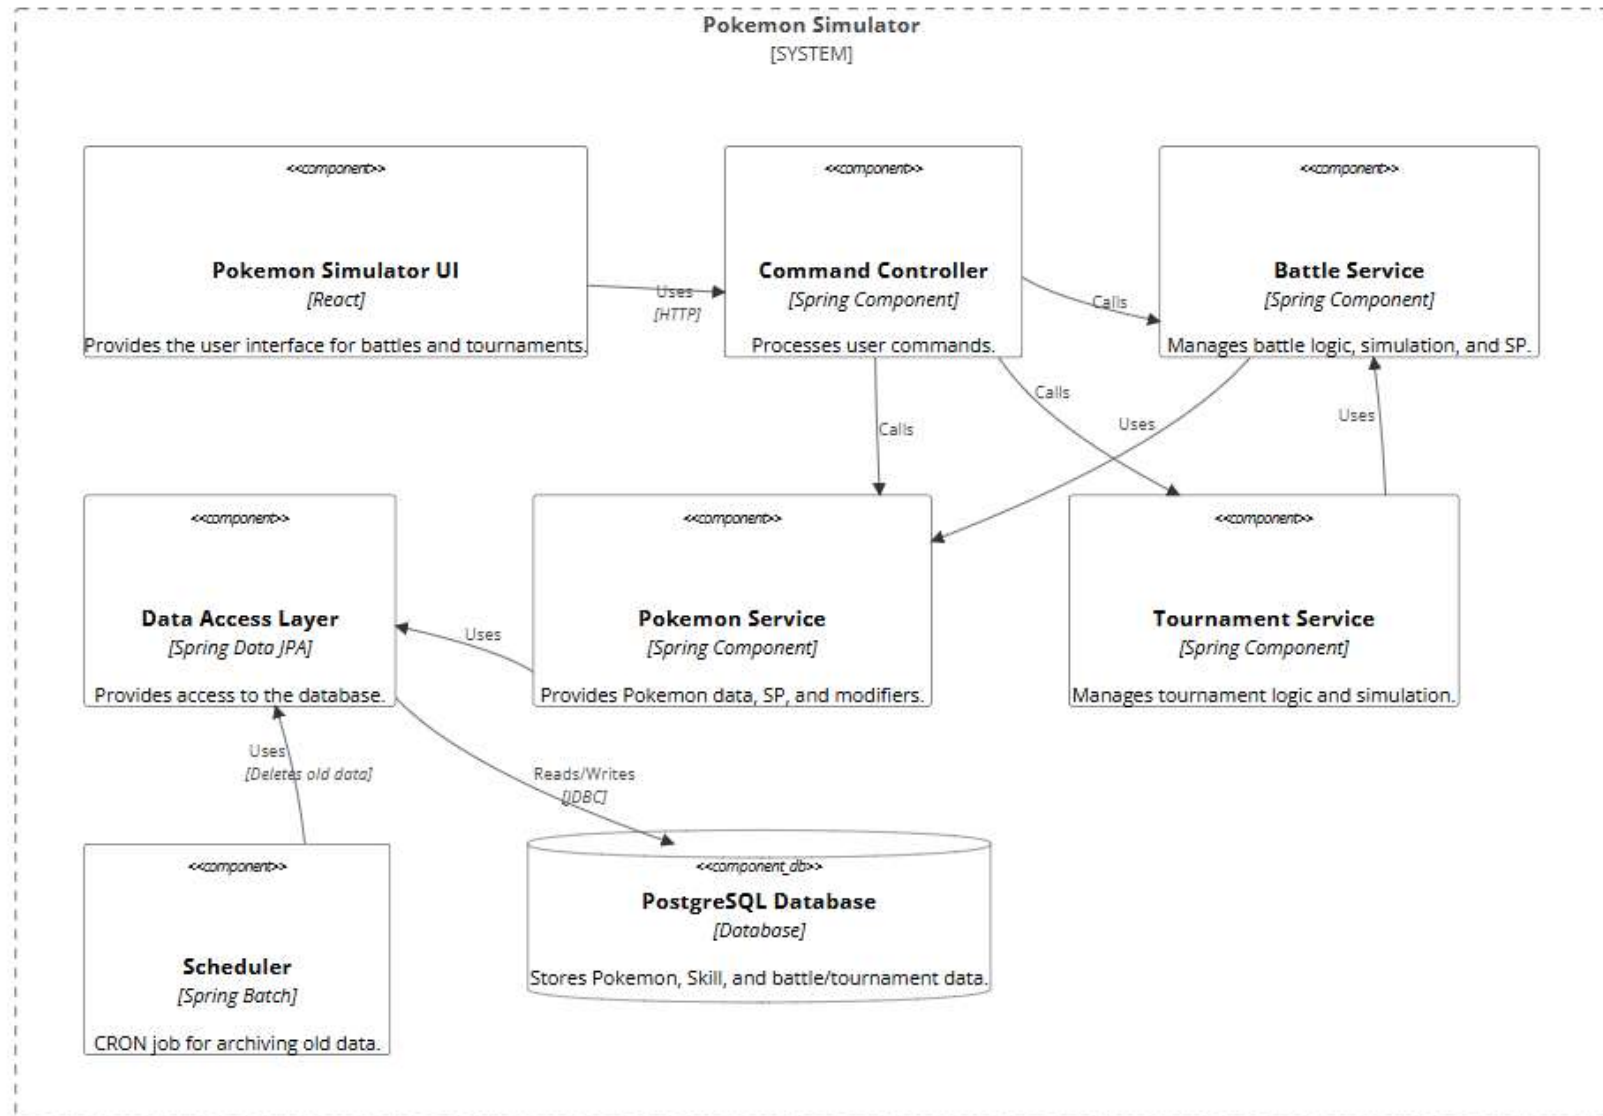 Pokemon Simulator
[SYSTEM]
<<component>>
Pokemon Simulator UI
[React]
Provides the user interface for battles and tournaments.
Uses
[HTTP]
<<component>>
Command Controller
[Spring Component]
Processes user commands.
Calls
<<component>>
Battle Service
[Spring Component]
Manages battle logic, simulation, and SP.
Calls
Calls
Uses
Uses
<<component>>
Data Access Layer
[Spring Data JPA]
Provides access to the database.
Uses
<<component>>
Pokemon Service
[Spring Component]
Provides Pokemon data, SP, and modifiers.
<<component>>
Tournament Service
[Spring Component]
Manages tournament logic and simulation.
Uses
[Deletes old data]
Reads/Writes
[JDBC]
<<component>>
Scheduler
[Spring Batch]
CRON job for archiving old data.
<<component_db>>
PostgreSQL Database
[Database]
Stores Pokemon, Skill, and battle/tournament data.